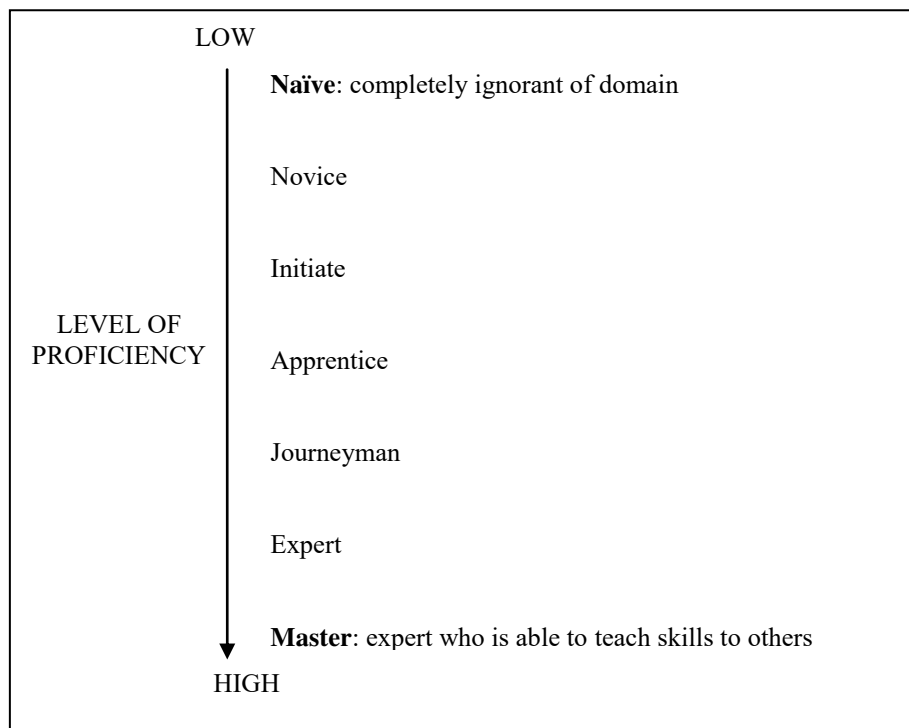 LOW
Naïve: completely ignorant of domain
Novice
Initiate
LEVEL OF
PROFICIENCY
Apprentice
Journeyman
Expert
Master: expert who is able to teach skills to others
HIGH